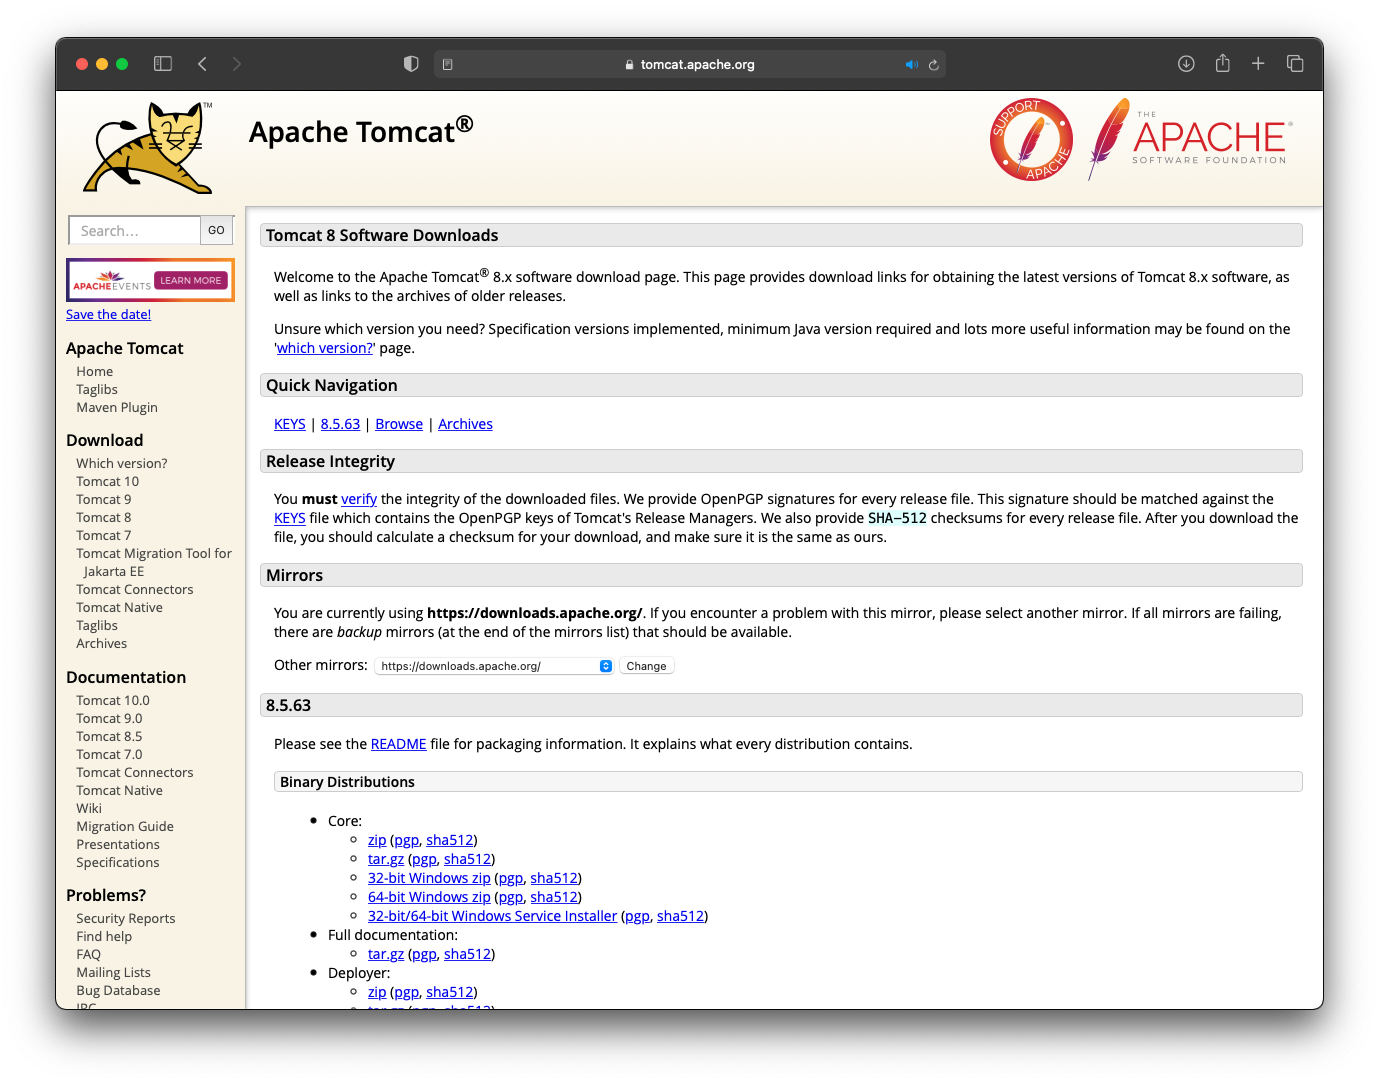 tomcat.apache.org
TM
Apache Tomcat®
SUPPORT
APACHE
THE
APACHE®
SOFTWARE FOUNDATION
Search...
GO
APACHEEVENTS
LEARN MORE
Save the date!
Apache Tomcat
Home
Taglibs
Maven Plugin
Download
Which version?
Tomcat 10
Tomcat 9
Tomcat 8
Tomcat 7
Tomcat Migration Tool for
Jakarta EE
Tomcat Connectors
Tomcat Native
Taglibs
Archives
Documentation
Tomcat 10.0
Tomcat 9.0
Tomcat 8.5
Tomcat 7.0
Tomcat Connectors
Tomcat Native
Wiki
Migration Guide
Presentations
Specifications
Problems?
Security Reports
Find help
FAQ
Mailing Lists
Bug Database
IRC
Tomcat 8 Software Downloads
Welcome to the Apache Tomcat® 8.x software download page. This page provides download links for obtaining the latest versions of Tomcat 8.x software, as
well as links to the archives of older releases.
Unsure which version you need? Specification versions implemented, minimum Java version required and lots more useful information may be found on the
'which version?' page.
Quick Navigation
KEYS | 8.5.63 | Browse | Archives
Release Integrity
You must verify the integrity of the downloaded files. We provide OpenPGP signatures for every release file. This signature should be matched against the
KEYS file which contains the OpenPGP keys of Tomcat's Release Managers. We also provide SHA-512 checksums for every release file. After you download the
file, you should calculate a checksum for your download, and make sure it is the same as ours.
Mirrors
You are currently using https://downloads.apache.org/. If you encounter a problem with this mirror, please select another mirror. If all mirrors are failing,
there are backup mirrors (at the end of the mirrors list) that should be available.
Other mirrors: https://downloads.apache.org/ Change
8.5.63
Please see the README file for packaging information. It explains what every distribution contains.
Binary Distributions
• Core:
◦ zip (pgp, sha512)
◦ tar.gz (pgp, sha512)
◦ 32-bit Windows zip (pgp, sha512)
◦ 64-bit Windows zip (pgp, sha512)
◦ 32-bit/64-bit Windows Service Installer (pgp, sha512)
• Full documentation:
◦ tar.gz (pgp, sha512)
• Deployer:
◦ zip (pgp, sha512)
◦ tar.gz (pgp, sha512)